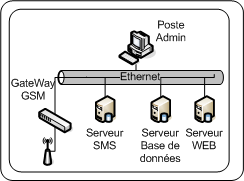 Poste
Admin
GateWay
GSM
Ethernet
Serveur
SMS
Serveur
Base de
données
Serveur
WEB